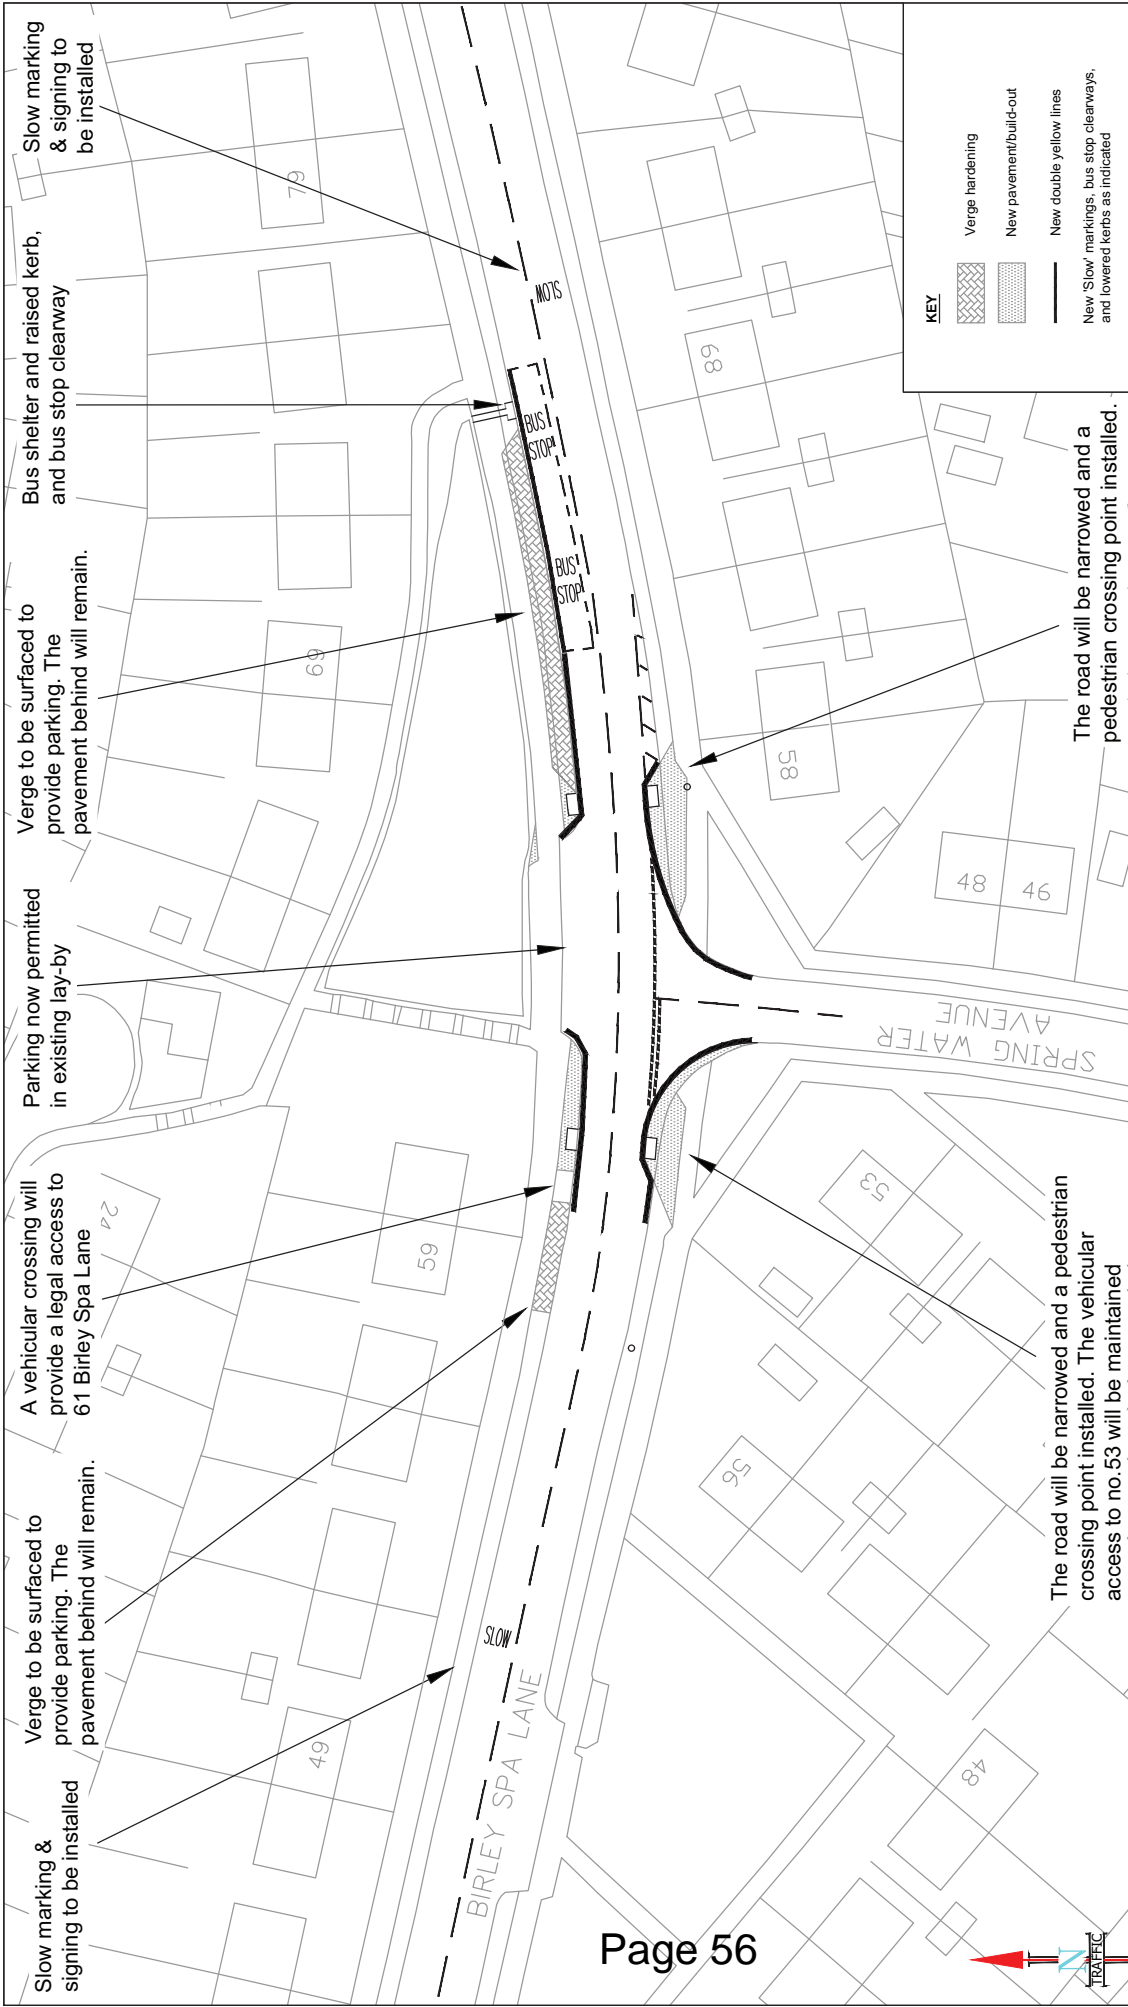 Slow marking &
signing to be installed
Verge to be surfaced to
provide parking. The
pavement behind will remain.
A vehicular crossing will
provide a legal access to
61 Birley Spa Lane
Parking now permitted
in existing lay-by
Verge to be surfaced to
provide parking. The
pavement behind will remain.
Bus shelter and raised kerb,
and bus stop clearway
Slow marking
& signing to
be installed
49
24
59
69
79
SLOW
BIRLEY SPA LANE
BUS
STOP
BUS
STOP
SLOW
56
53
48
SPRING WATER
AVENUE
48
46
58
68
The road will be narrowed and a pedestrian
crossing point installed. The vehicular
access to no.53 will be maintained
The road will be narrowed and a
pedestrian crossing point installed.
KEY
Verge hardening
New pavement/build-out
New double yellow lines
New 'Slow' markings, bus stop clearways,
and lowered kerbs as indicated
N
TRAFFIC
Page 56